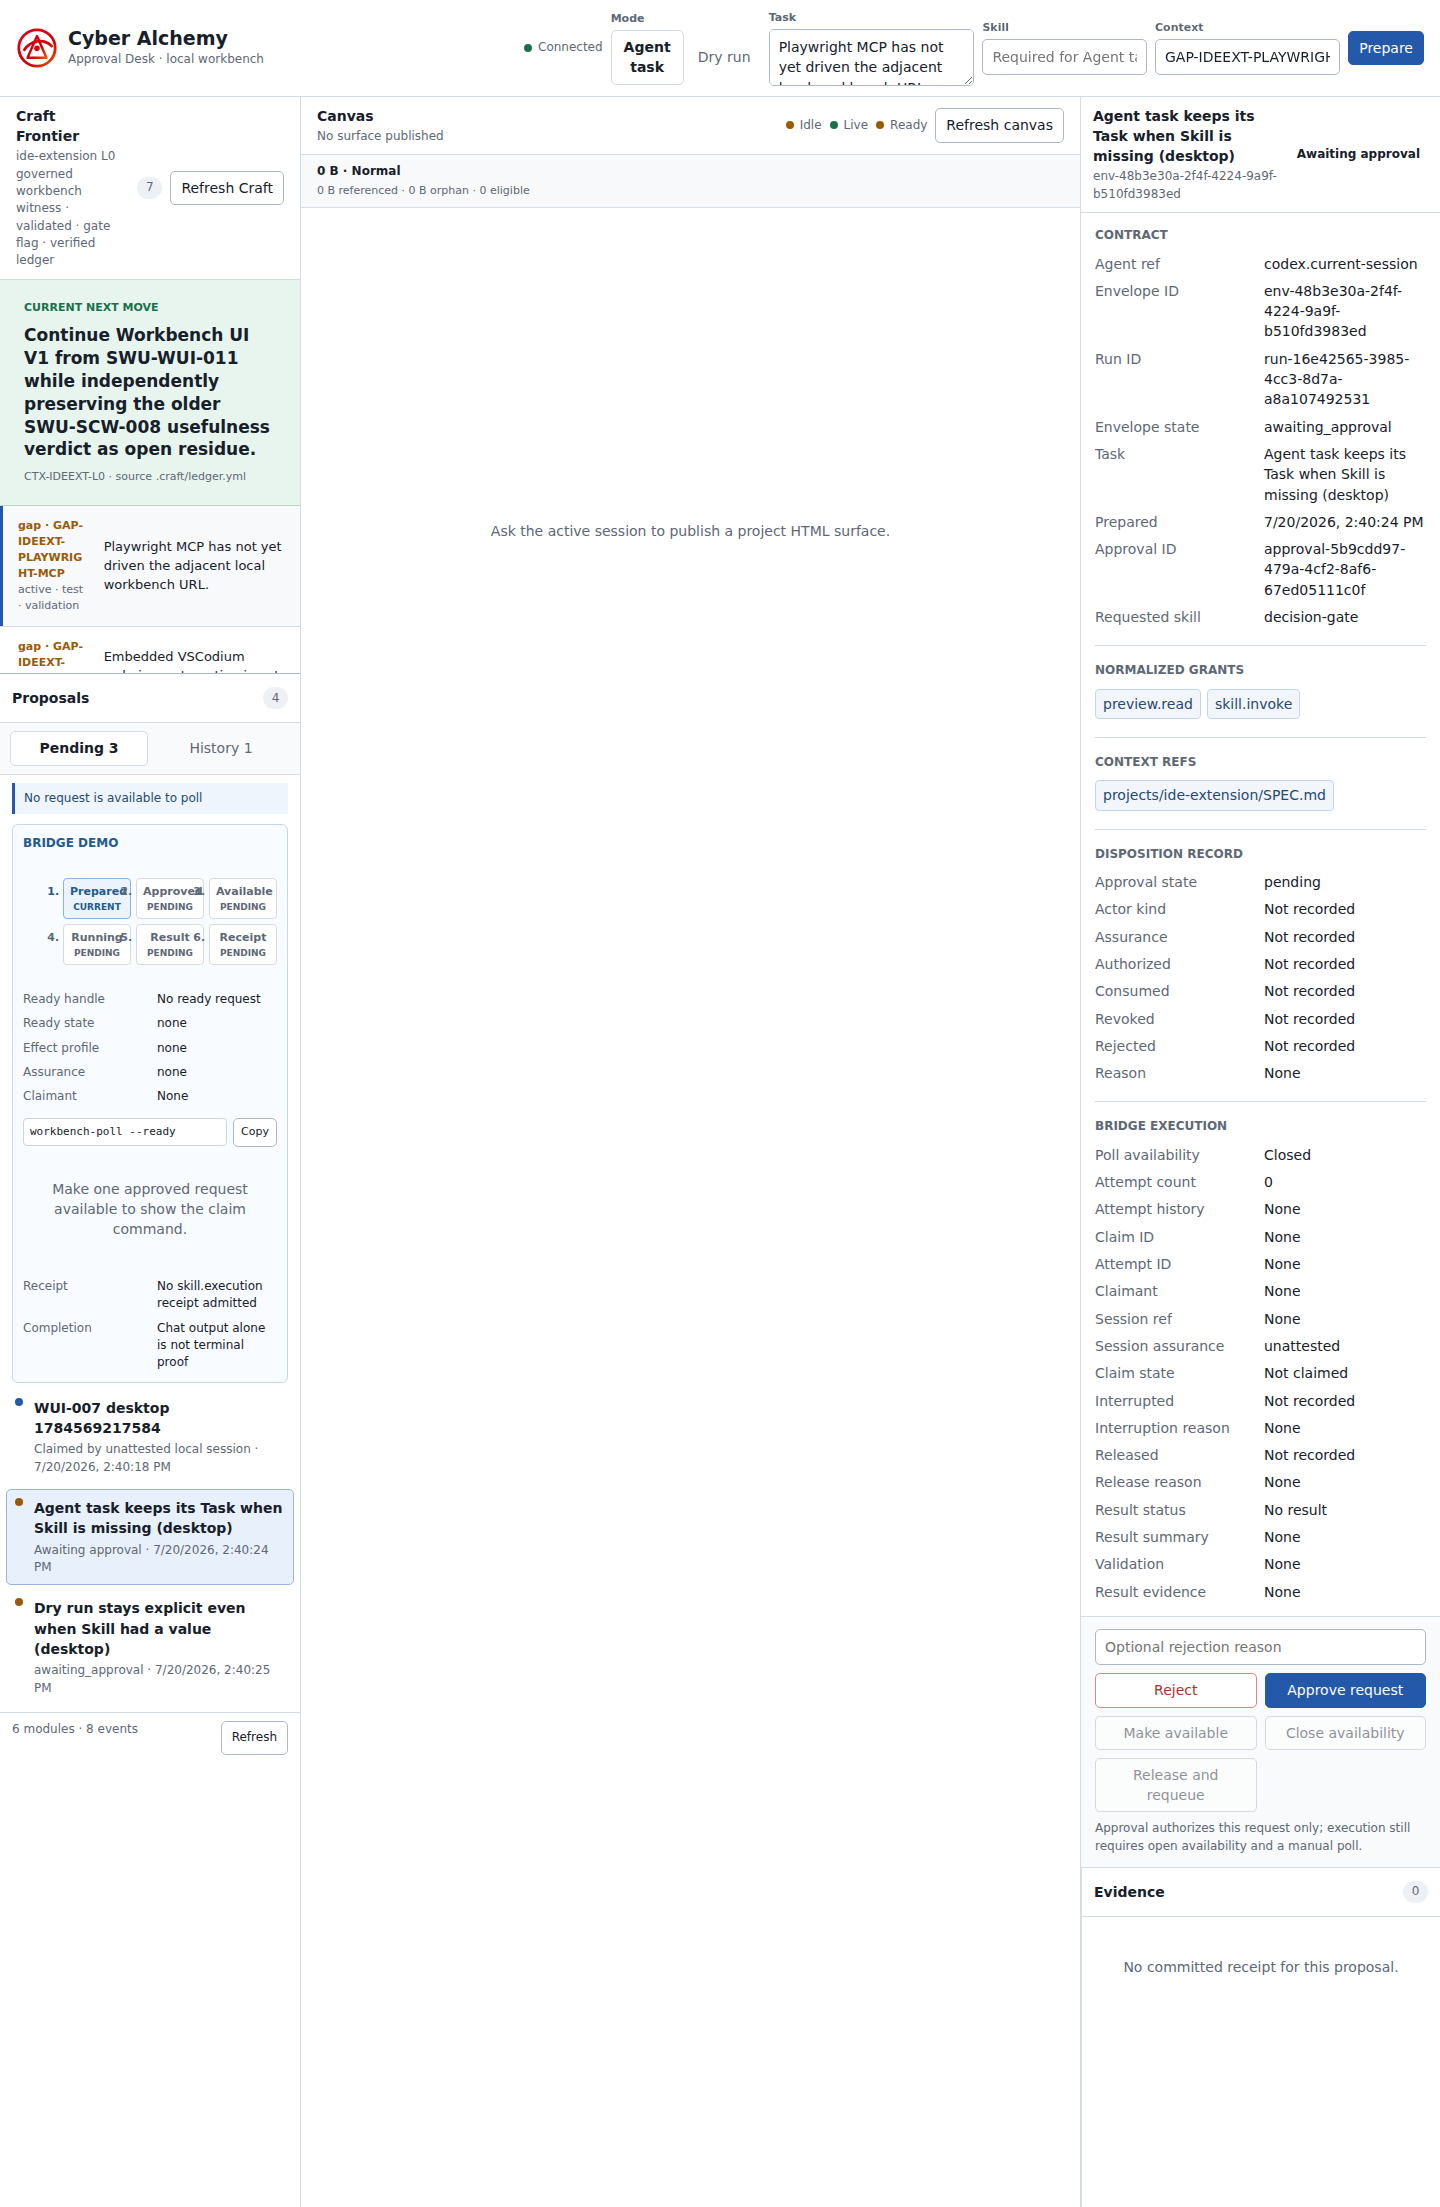 Cyber Alchemy
Approval Desk · local workbench
Connected
Mode
Agent
task
Dry run
Task
Playwright MCP has not
yet driven the adjacent
Skill
Required for Agent ta
Context
GAP-IDEEXT-PLAYWRIGH
Prepare
Craft
Frontier
ide-extension L0
governed
workbench
witness ·
validated · gate
flag · verified
ledger
7
Refresh Craft
CURRENT NEXT MOVE
Continue Workbench UI
V1 from SWU-WUI-011
while independently
preserving the older
SWU-SCW-008 usefulness
verdict as open residue.
CTX-IDEEXT-L0 · source .craft/ledger.yml
gap · GAP-
IDEEXT-
PLAYWRIG
HT-MCP
active · test
· validation
Playwright MCP has not yet
driven the adjacent local
workbench URL.
gap · GAP-
IDEEXT-
Embedded VSCodium
Proposals
4
Pending 3
History 1
No request is available to poll
BRIDGE DEMO
1. Prepared
CURRENT
2. Approved
PENDING
3. Available
PENDING
4. Running
PENDING
5. Result
PENDING
6. Receipt
PENDING
Ready handle No ready request
Ready state none
Effect profile none
Assurance none
Claimant None
workbench-poll --ready
Copy
Make one approved request
available to show the claim
command.
Receipt No skill.execution
receipt admitted
Completion Chat output alone
is not terminal
proof
WUI-007 desktop
1784569217584
Claimed by unattested local session ·
7/20/2026, 2:40:18 PM
Agent task keeps its Task when
Skill is missing (desktop)
Awaiting approval · 7/20/2026, 2:40:24
PM
Dry run stays explicit even
when Skill had a value
(desktop)
awaiting_approval · 7/20/2026, 2:40:25
PM
6 modules · 8 events
Refresh
Canvas
No surface published
Idle
Live
Ready
Refresh canvas
0 B · Normal
0 B referenced · 0 B orphan · 0 eligible
Ask the active session to publish a project HTML surface.
Agent task keeps its
Task when Skill is
missing (desktop)
env-48b3e30a-2f4f-4224-9a9f-
b510fd3983ed
Awaiting approval
CONTRACT
Agent ref codex.current-session
Envelope ID env-48b3e30a-2f4f-
4224-9a9f-
b510fd3983ed
Run ID run-16e42565-3985-
4cc3-8d7a-
a8a107492531
Envelope state awaiting_approval
Task Agent task keeps its
Task when Skill is
missing (desktop)
Prepared 7/20/2026, 2:40:24 PM
Approval ID approval-5b9cdd97-
479a-4cf2-8af6-
67ed05111c0f
Requested skill decision-gate
NORMALIZED GRANTS
preview.read
skill.invoke
CONTEXT REFS
projects/ide-extension/SPEC.md
DISPOSITION RECORD
Approval state pending
Actor kind Not recorded
Assurance Not recorded
Authorized Not recorded
Consumed Not recorded
Revoked Not recorded
Rejected Not recorded
Reason None
BRIDGE EXECUTION
Poll availability Closed
Attempt count 0
Attempt history None
Claim ID None
Attempt ID None
Claimant None
Session ref None
Session assurance unattested
Claim state Not claimed
Interrupted Not recorded
Interruption reason None
Released Not recorded
Release reason None
Result status No result
Result summary None
Validation None
Result evidence None
Optional rejection reason
Reject
Approve request
Make available
Close availability
Release and
requeue
Approval authorizes this request only; execution still
requires open availability and a manual poll.
Evidence
0
No committed receipt for this proposal.